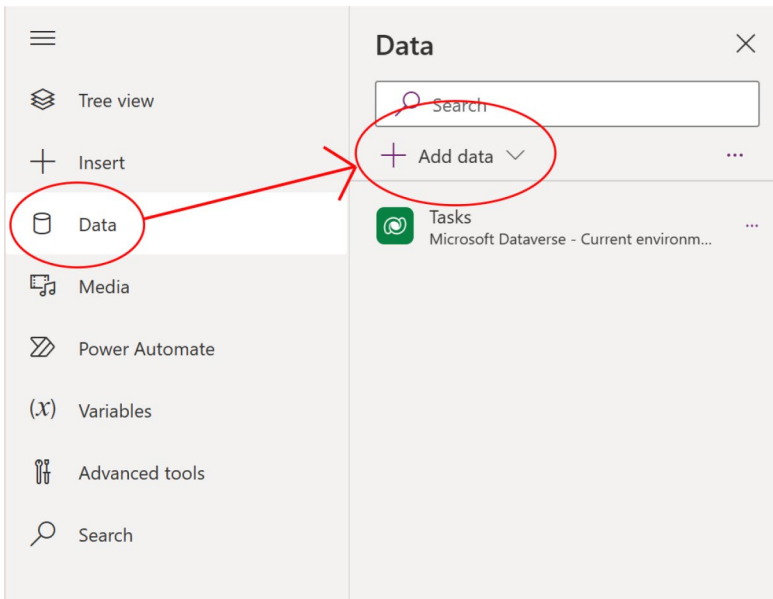 Tree view
Insert
Data
Media
Power Automate
(x) Variables
Advanced tools
Search
Data
Search
Add data
...
Tasks
...
Microsoft Dataverse - Current environm...